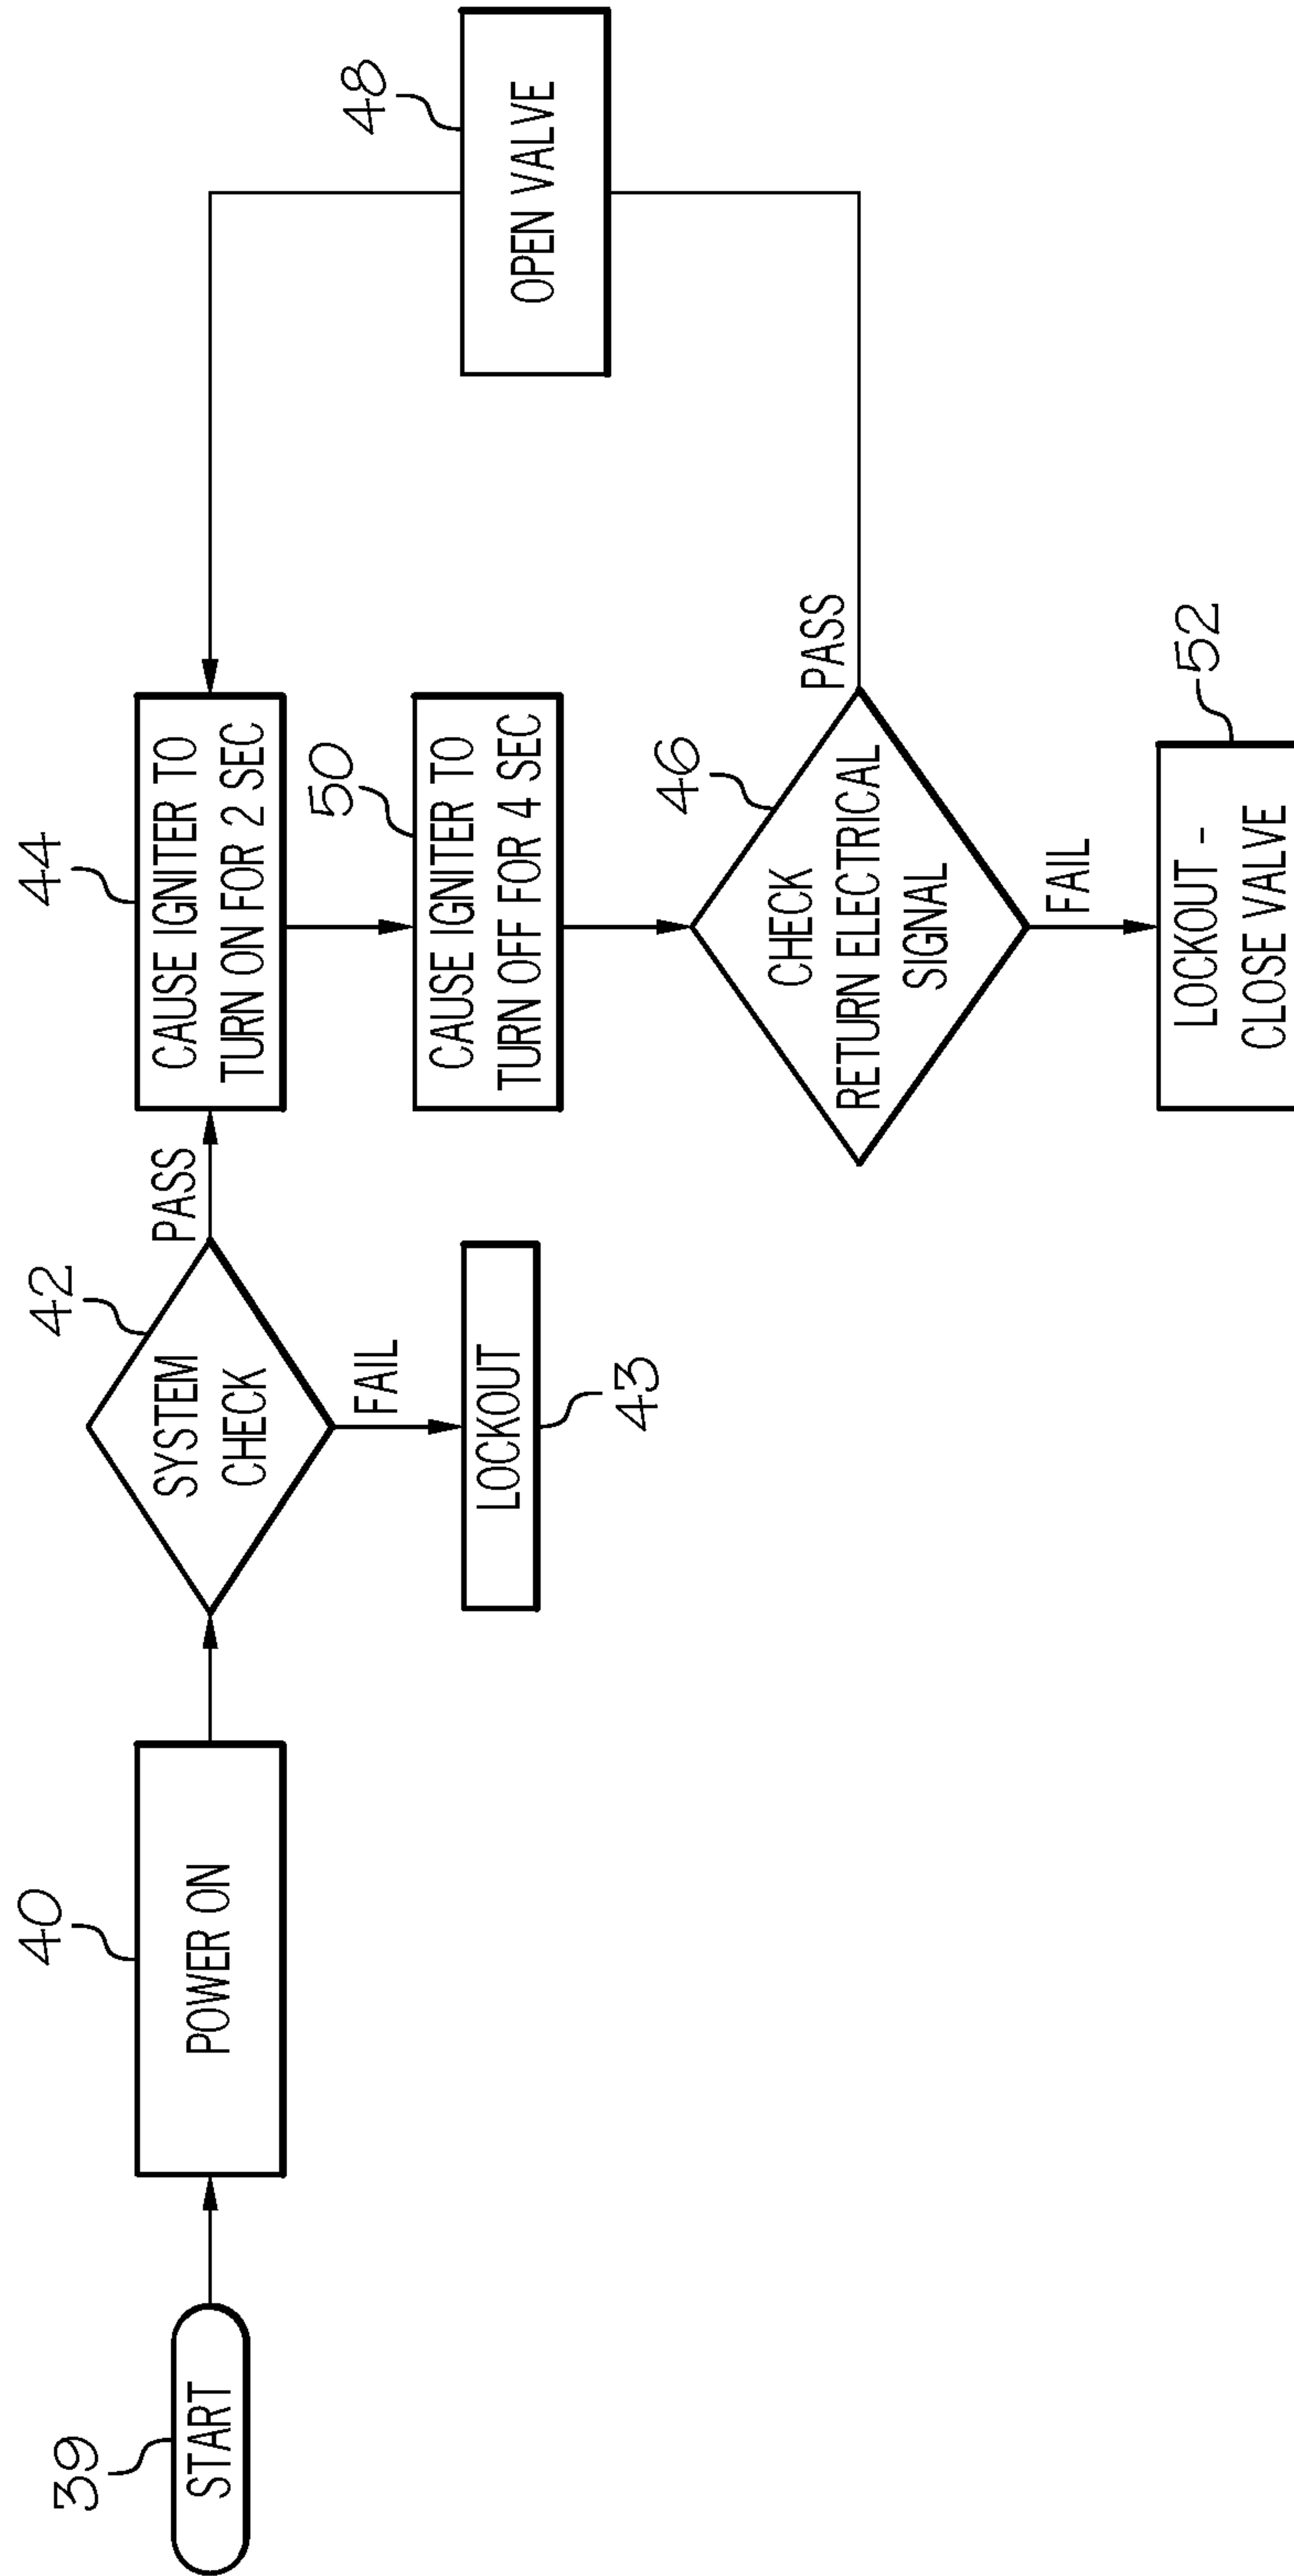 39
START
40
POWER ON
42
SYSTEM
CHECK
PASS
FAIL
LOCKOUT
43
44
CAUSE IGNITER TO
TURN ON FOR 2 SEC
50
CAUSE IGNITER TO
TURN OFF FOR 4 SEC
46
CHECK
RETURN ELECTRICAL
SIGNAL
PASS
48
OPEN VALVE
FAIL
52
LOCKOUT -
CLOSE VALVE